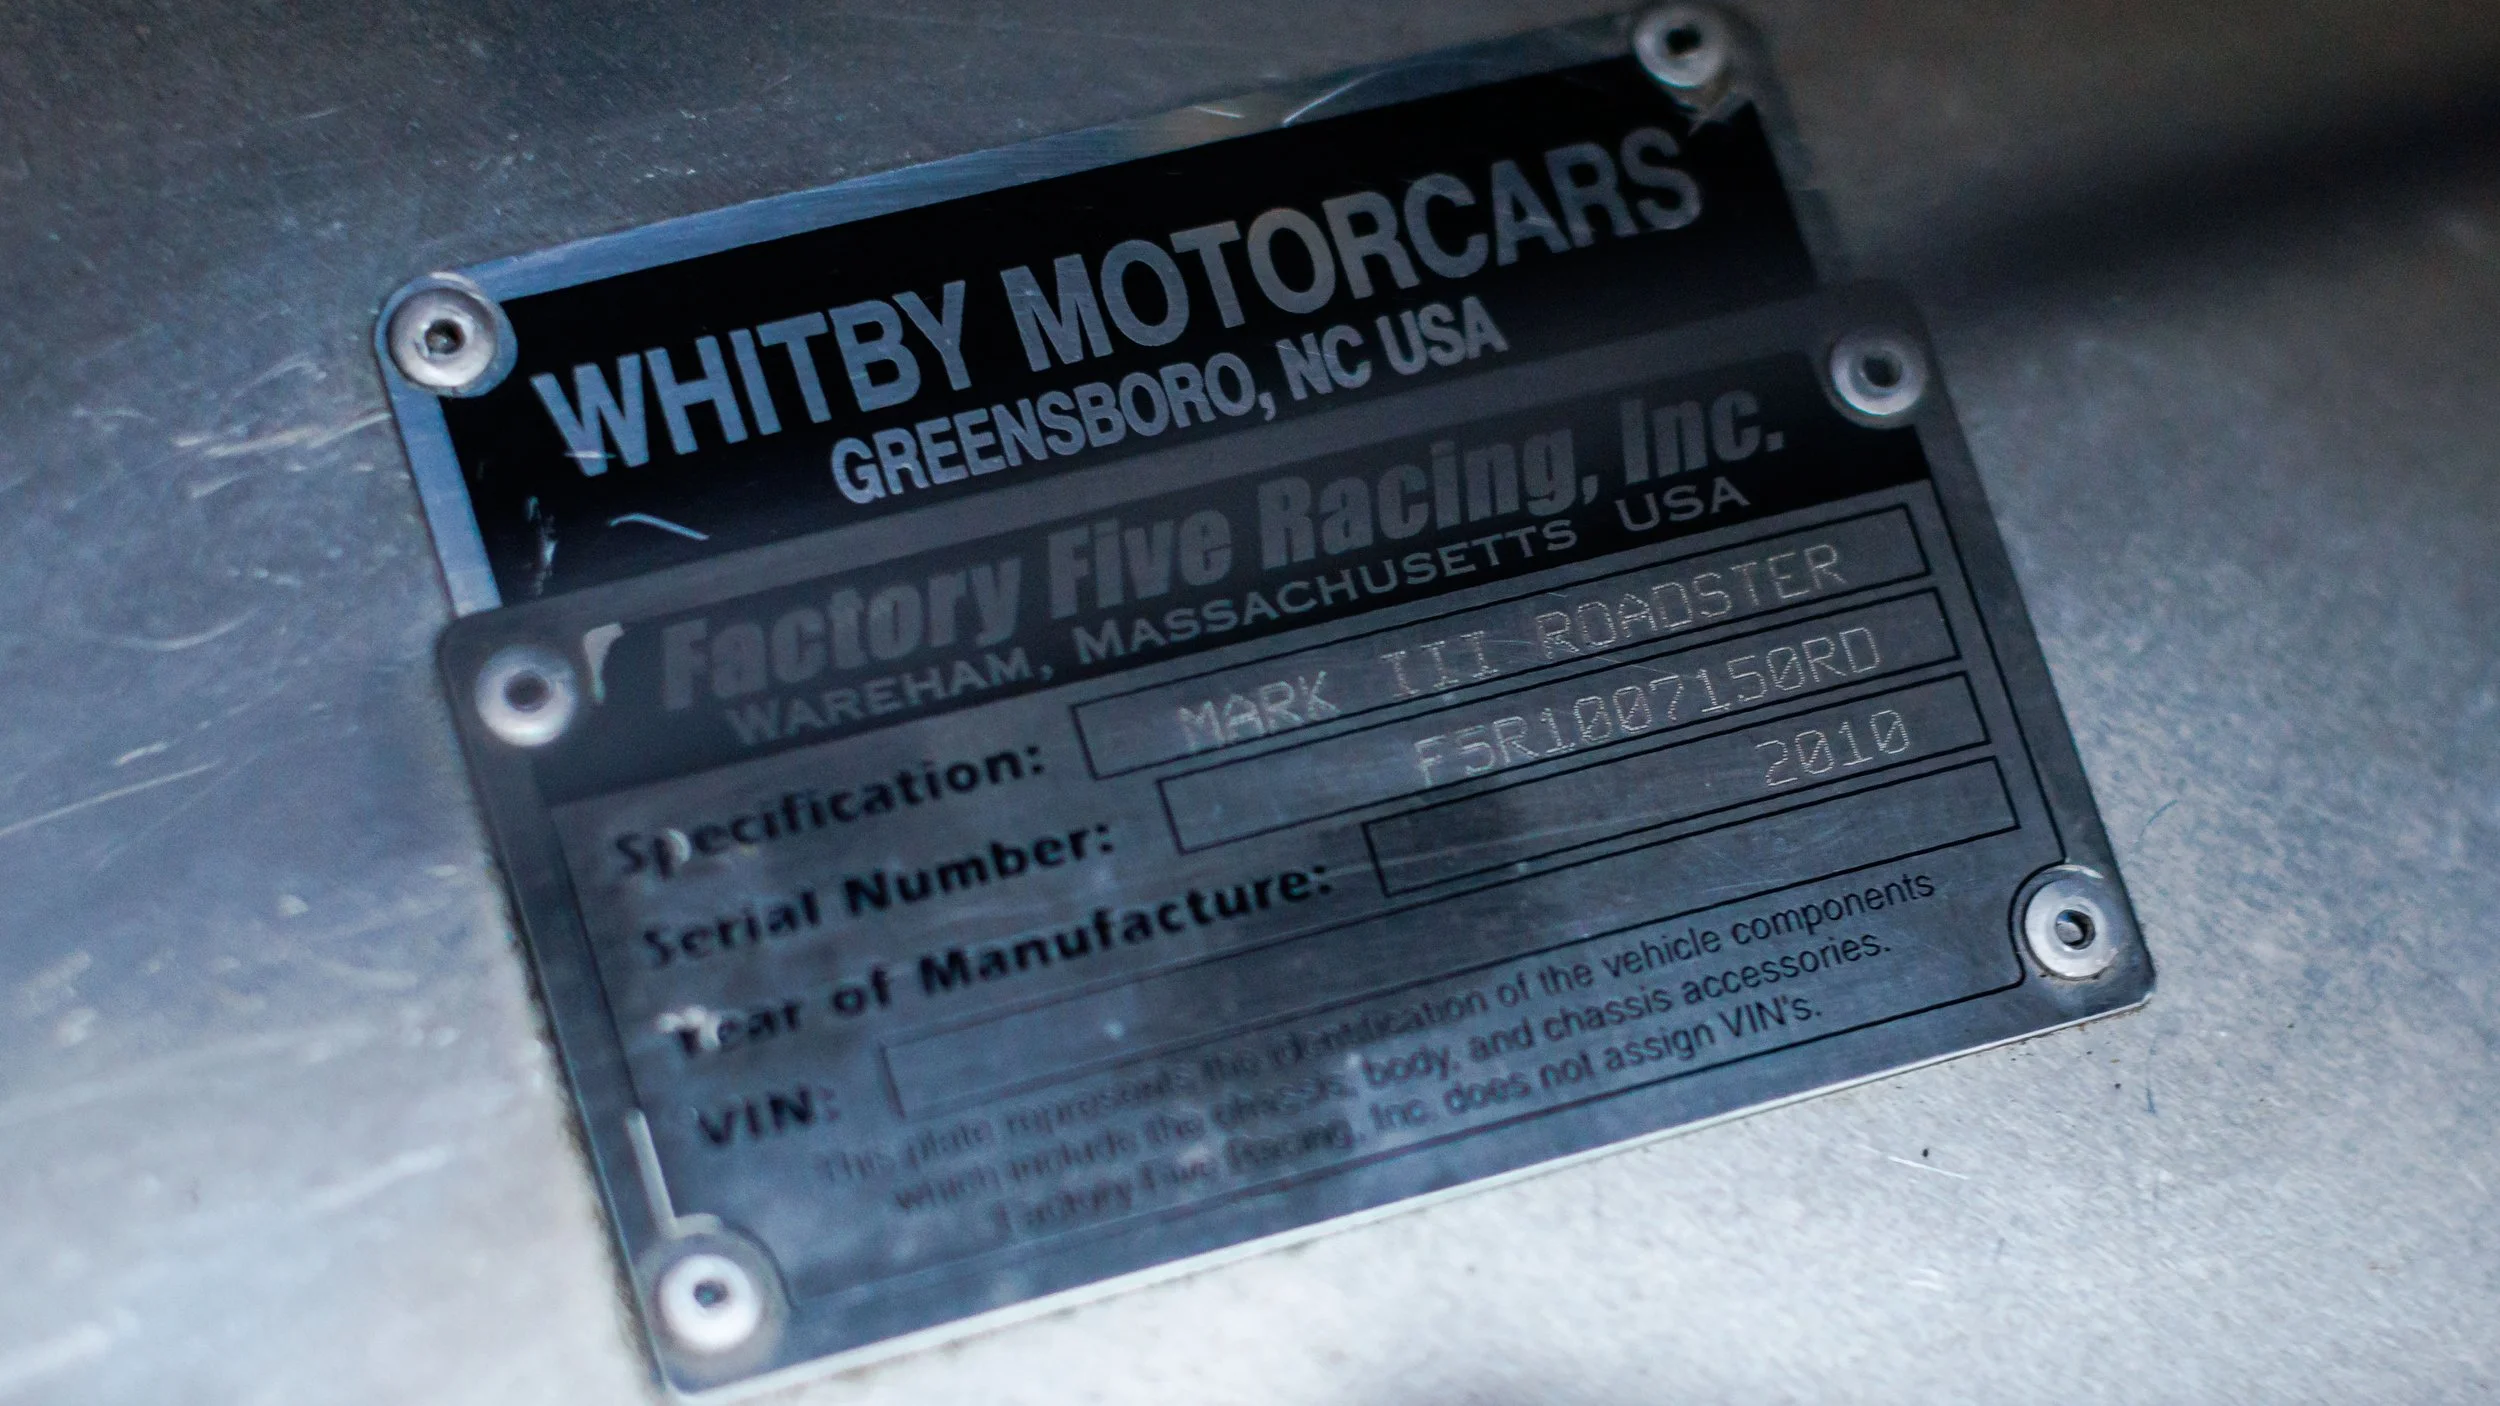 WHITBY MOTORCARS
GREENSBORO, NC USA
Factory Five Racing, Inc.
WAREHAM, MASSACHUSETTS USA
Specification: MARK III ROADSTER
Serial Number: F5R1007150RD
Year of Manufacture: 2010
VIN:
This plate represents the identification of the vehicle components
which include the chassis, body, and chassis accessories.
Factory Five Racing, Inc. does not assign VIN's.